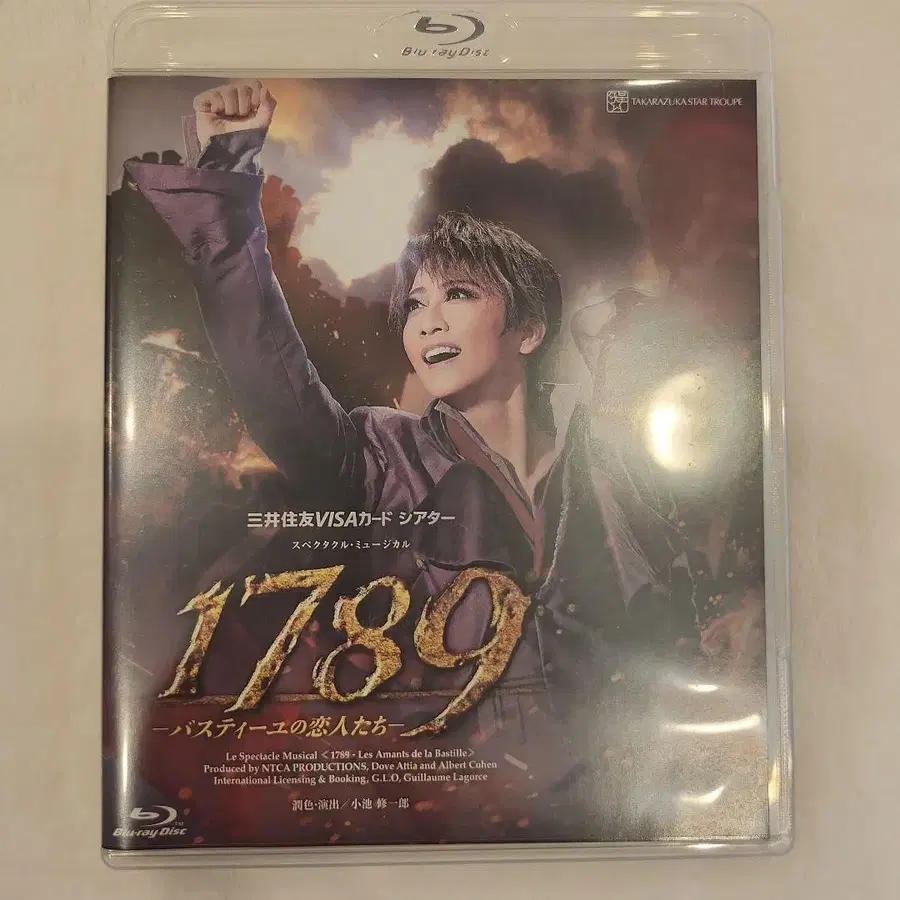 Blu-ray Disc
TAKARAZUKA STAR TROUPE
三井住友VISAカード シアター
スペクタクル・ミュージカル
1789
―バスティーユの恋人たち―
Le Spectacle Musical <1789 - Les Amants de la Bastille>
Produced by NTCA PRODUCTIONS, Dove Attia and Albert Cohen
International Licensing & Booking, G.L.O, Guillaume Lagorce
潤色・演出/小池 修一郎
Blu-ray Disc